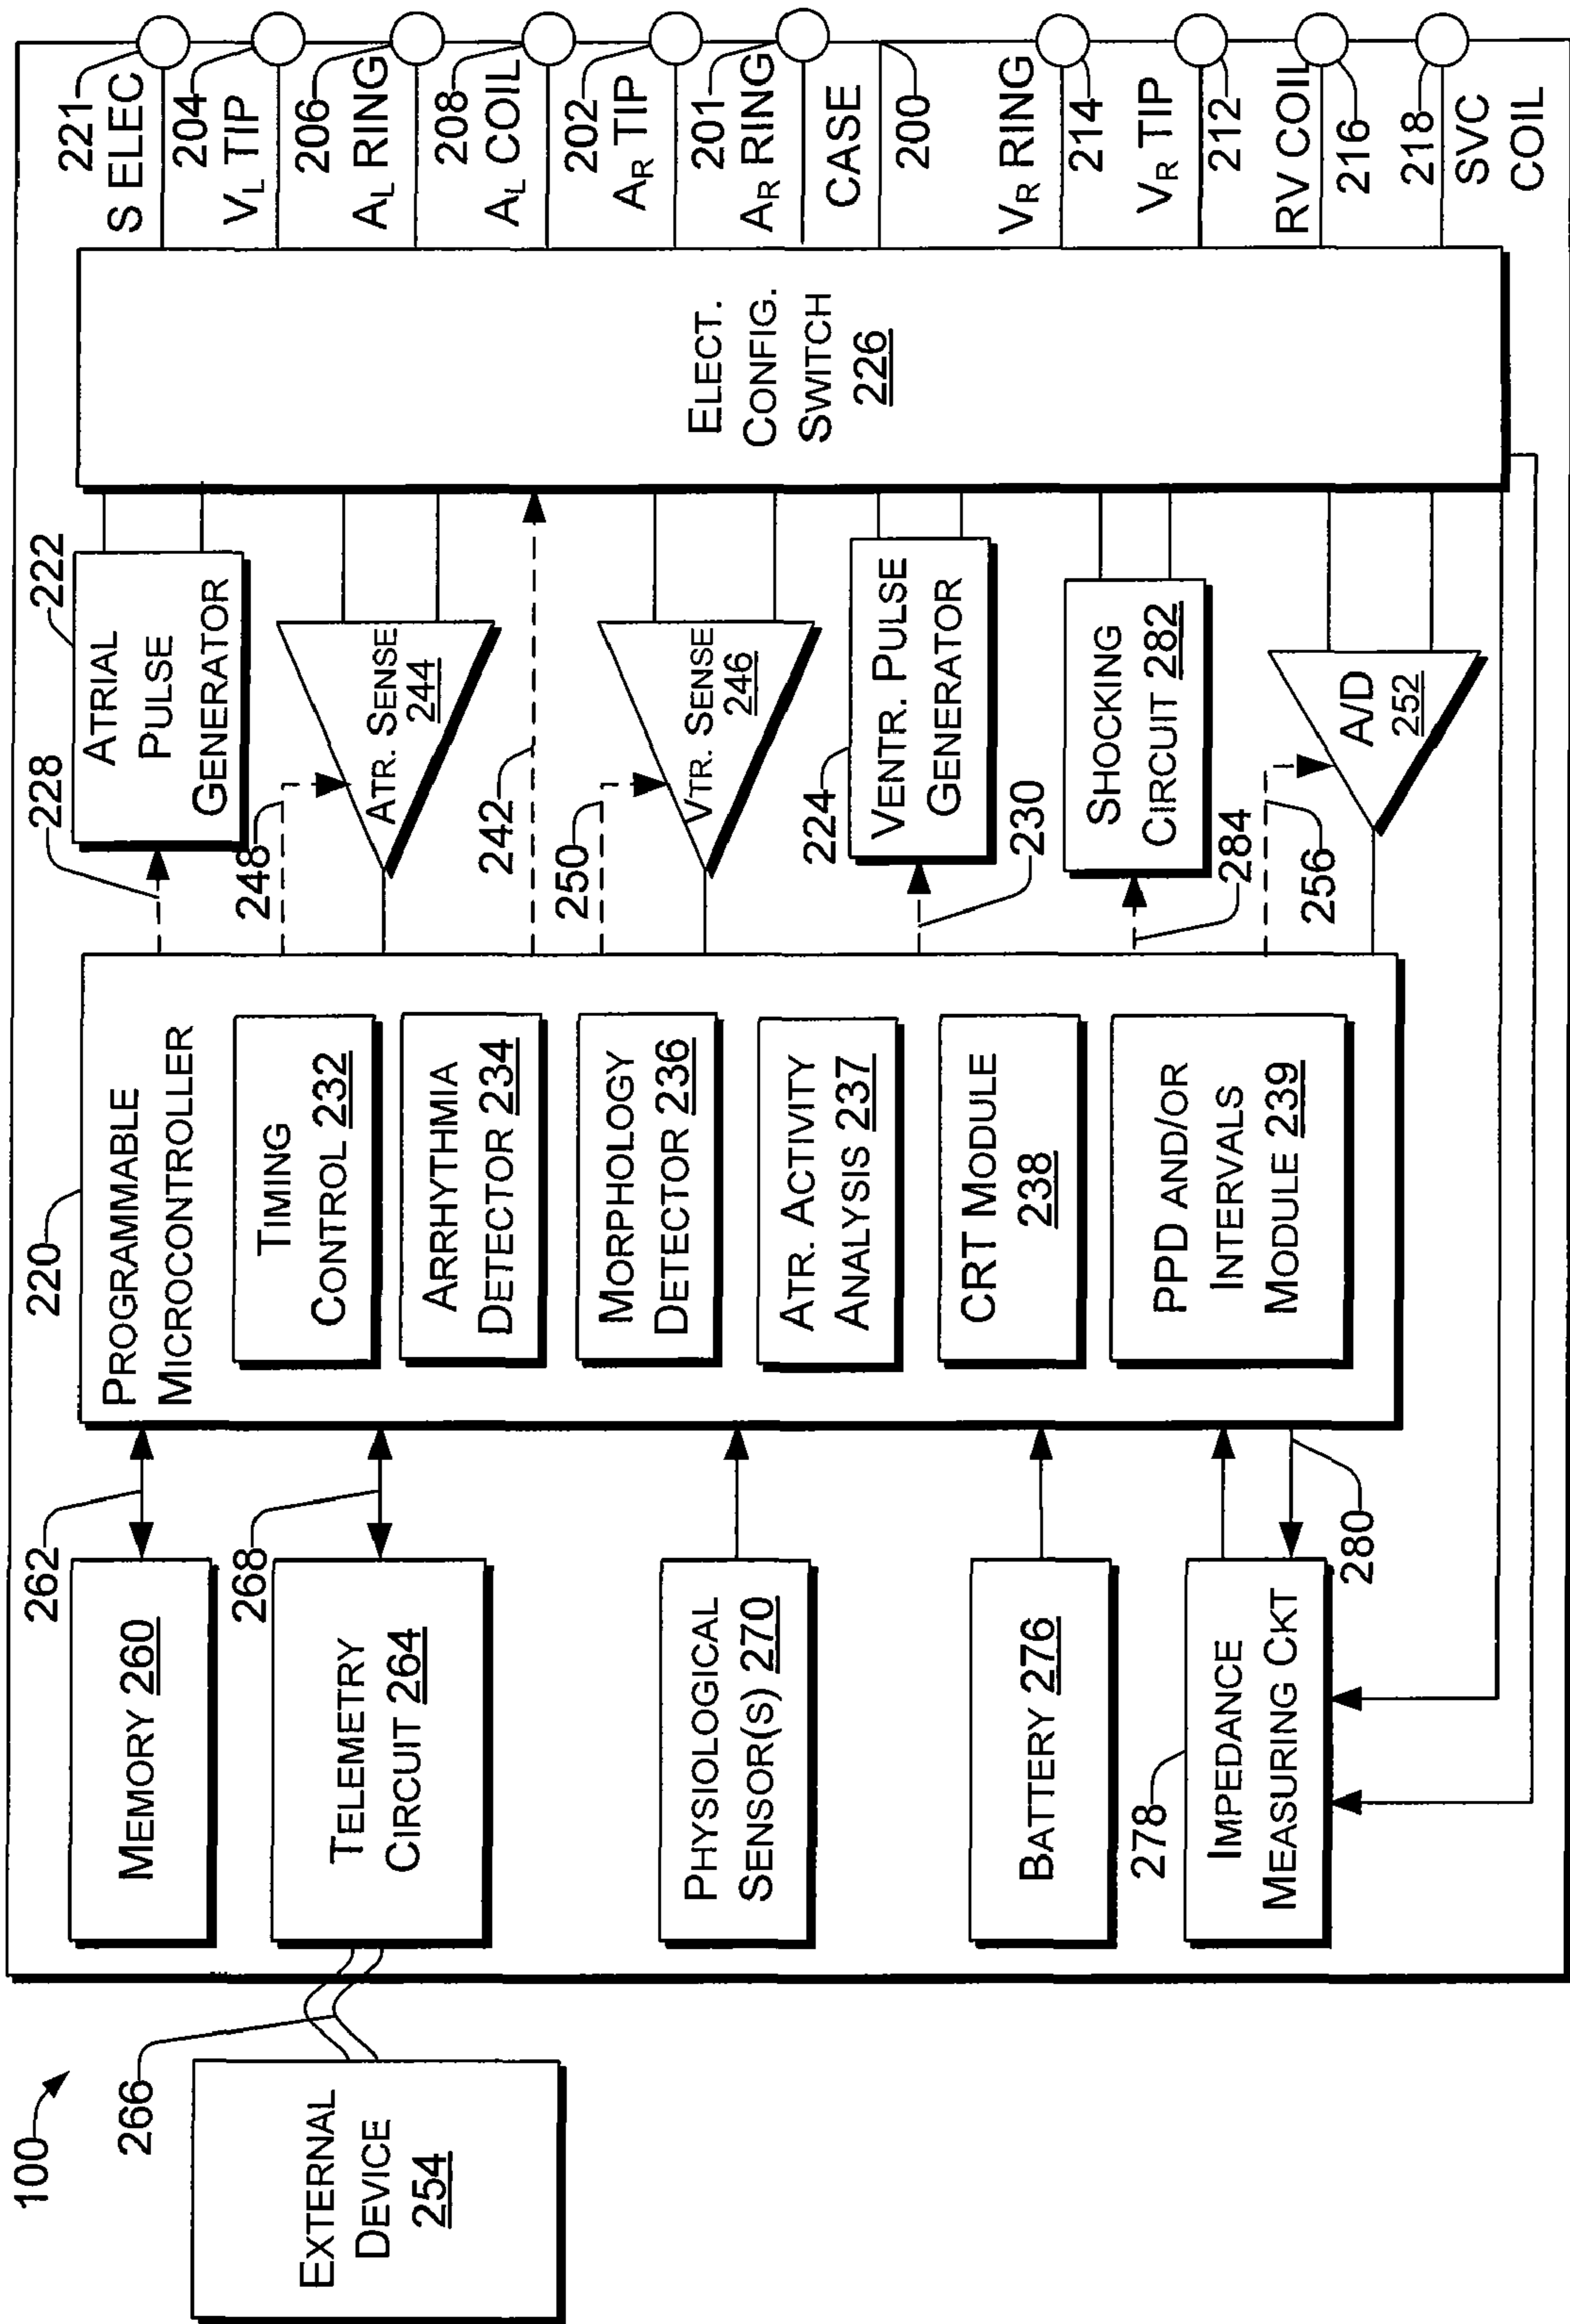 100
EXTERNAL
DEVICE
254
266
262
MEMORY 260
268
TELEMETRY
CIRCUIT 264
PHYSIOLOGICAL
SENSOR(S) 270
BATTERY 276
278
IMPEDANCE
MEASURING CKT
280
220
PROGRAMMABLE
MICROCONTROLLER
TIMING
CONTROL 232
ARRHYTHMIA
DETECTOR 234
MORPHOLOGY
DETECTOR 236
ATR. ACTIVITY
ANALYSIS 237
CRT MODULE
238
PPD AND/OR
INTERVALS
MODULE 239
228
222
ATRIAL
PULSE
GENERATOR
248
ATR. SENSE
244
242
250
VTR. SENSE
246
224
VENTR. PULSE
GENERATOR
230
SHOCKING
CIRCUIT 282
284
256
A/D
252
ELECT.
CONFIG.
SWITCH
226
221
S ELEC
204
VL TIP
206
AL RING
208
AL COIL
202
AR TIP
201
AR RING
CASE
200
VR RING
214
VR TIP
212
RV COIL
216
218
SVC
COIL